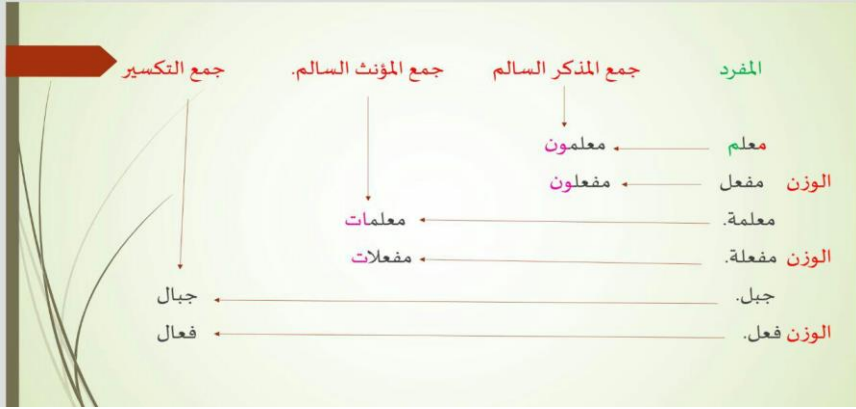 المفرد جمع المذكر السالم جمع المؤنث السالم. جمع التكسير
معلم معلمون
الوزن مفعل مفعلون
معلمة. معلمات
الوزن مفعلة. مفعلات
جبل. جبال
الوزن فعل. فعال